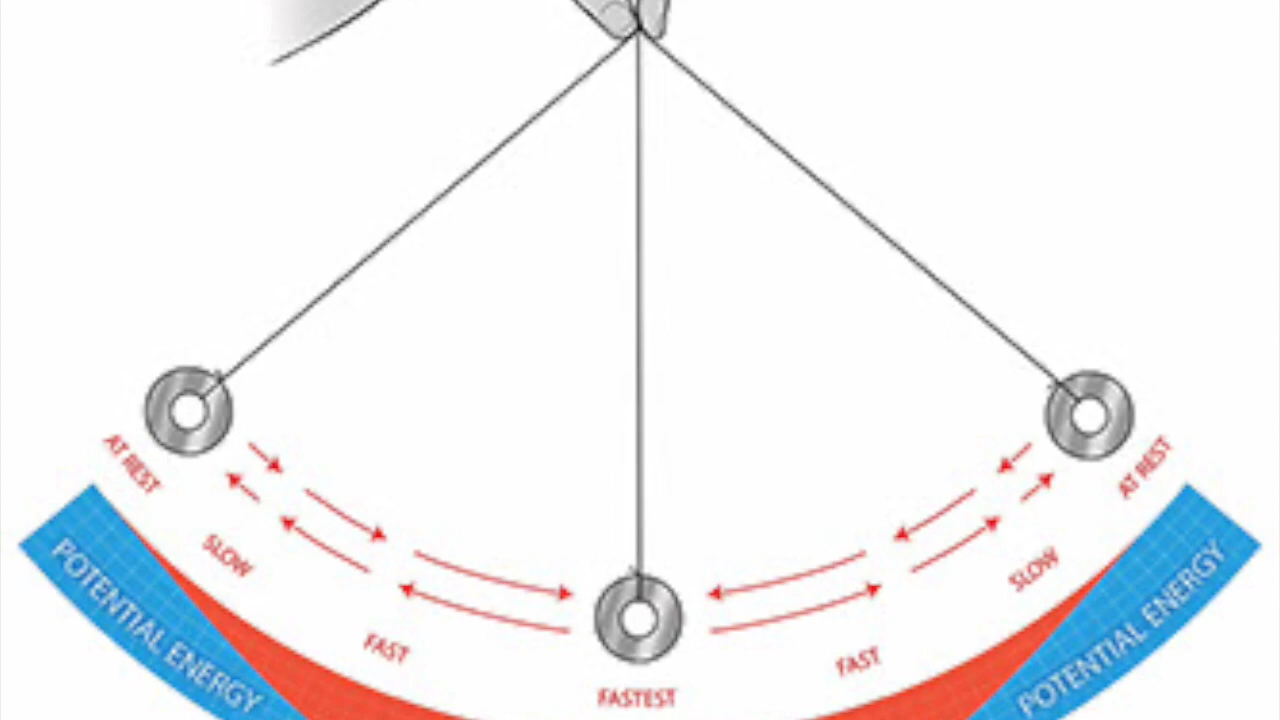 AT REST
AT REST
SLOW
SLOW
FAST
FAST
FASTEST
POTENTIAL ENERGY
POTENTIAL ENERGY